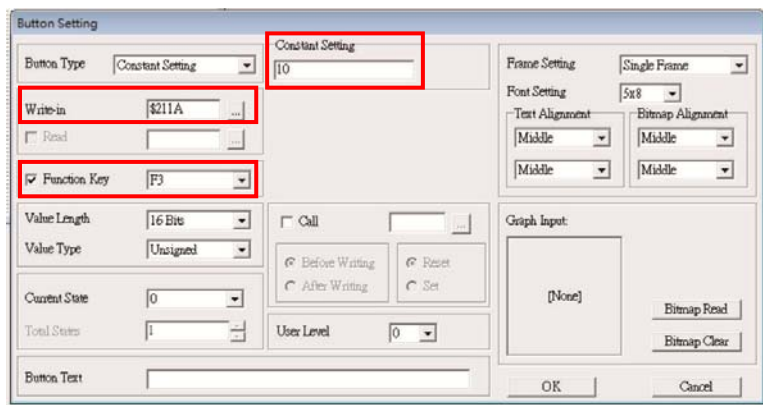 Button Setting
Button Type Constant Setting
Constant Setting
10
Frame Setting Single Frame
Font Setting 5x8
Write-in $211A ...
Text Alignment Bitmap Alignment
Read ...
Middle Middle
Function Key F3
Middle Middle
Value Length 16 Bits
Call ...
Graph Input:
Value Type Unsigned
Before Writing Reset
After Writing Set
Current State 0
[None]
Bitmap Read
Total States 1
User Level 0
Bitmap Clear
Button Text
OK Cancel